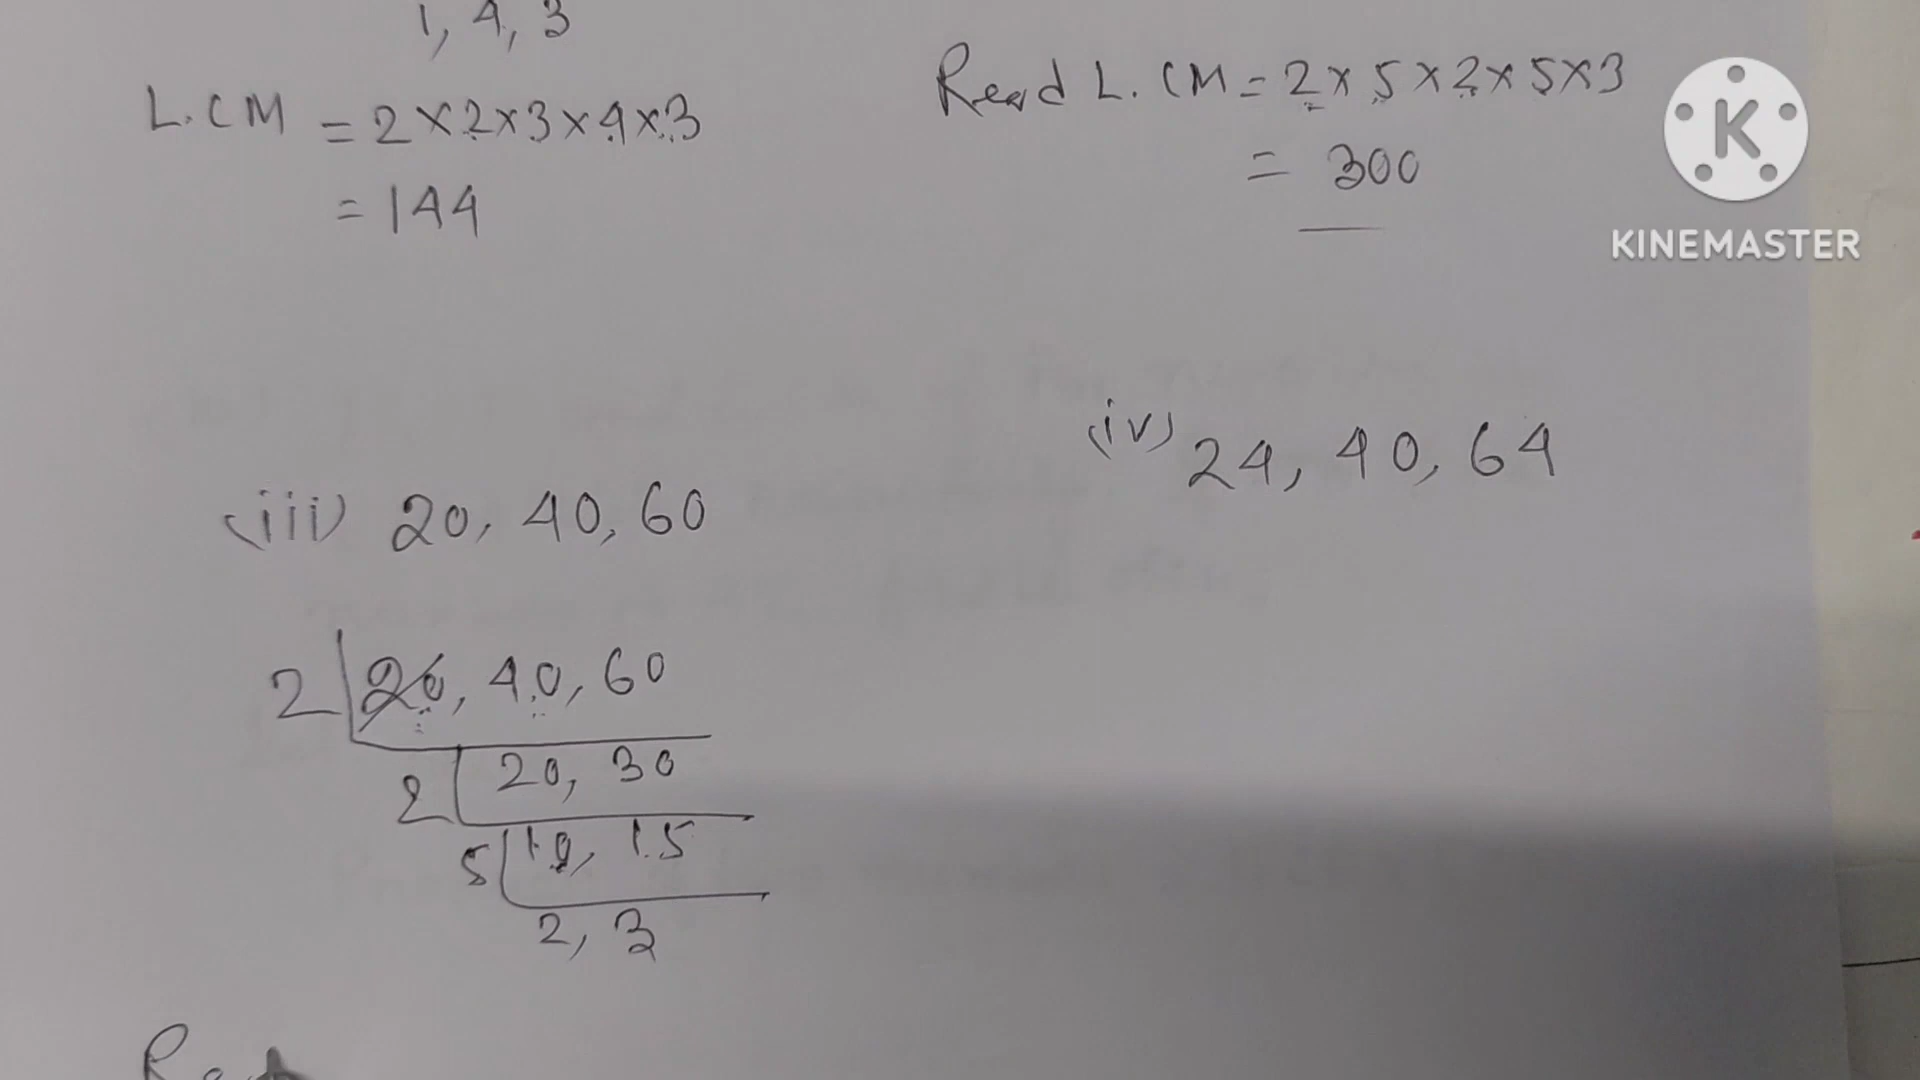 1, 4, 3
L.CM = 2×2×3×4×3
= 144
Read L.CM = 2×5×2×5×3
= 300
K
KINEMASTER
(iv) 24, 40, 64
(iii) 20, 40, 60
2 20, 40, 60
2 20, 30
5 10, 15
2, 3